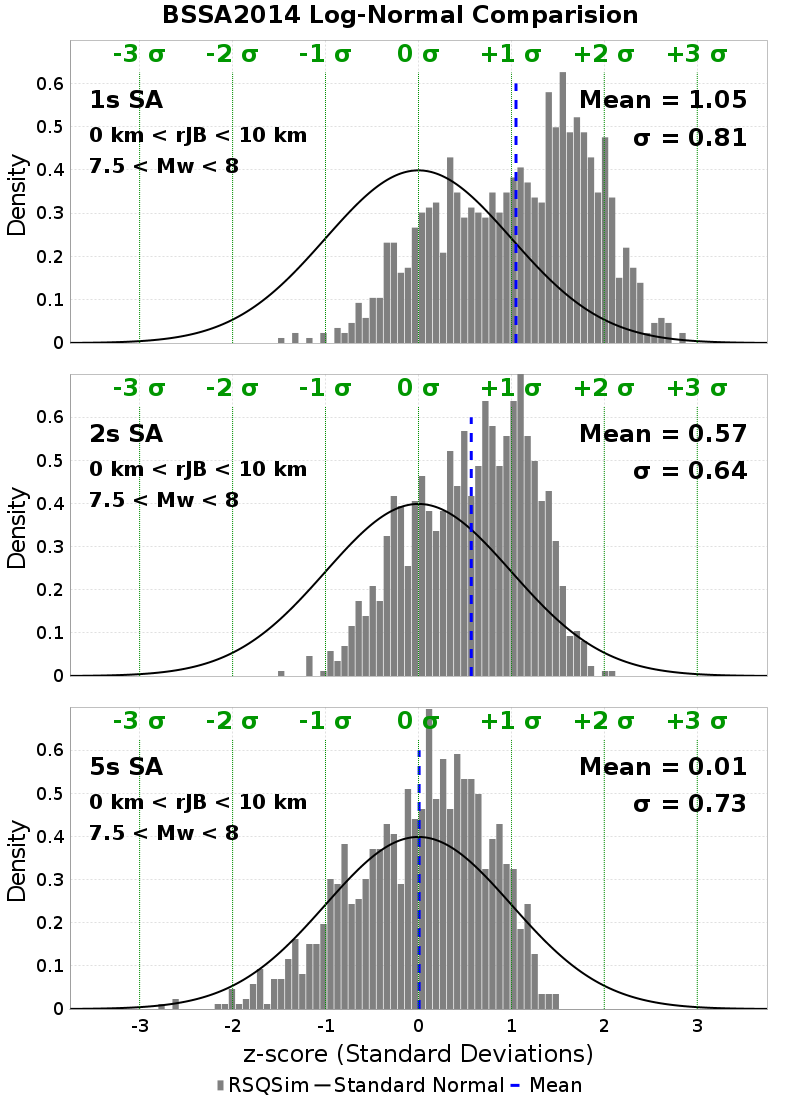 BSSA2014 Log-Normal Comparision
-3 σ -2 σ -1 σ 0 σ +1 σ +2 σ +3 σ
1s SA
Mean = 1.05
0 km < rJB < 10 km
σ = 0.81
7.5 < Mw < 8
Density
0.6
0.5
0.4
0.3
0.2
0.1
0
-3 σ -2 σ -1 σ 0 σ +1 σ +2 σ +3 σ
2s SA
Mean = 0.57
0 km < rJB < 10 km
σ = 0.64
7.5 < Mw < 8
Density
0.6
0.5
0.4
0.3
0.2
0.1
0
-3 σ -2 σ -1 σ 0 σ +1 σ +2 σ +3 σ
5s SA
Mean = 0.01
0 km < rJB < 10 km
σ = 0.73
7.5 < Mw < 8
Density
0.6
0.5
0.4
0.3
0.2
0.1
0
-3 -2 -1 0 1 2 3
z-score (Standard Deviations)
RSQSim Standard Normal Mean